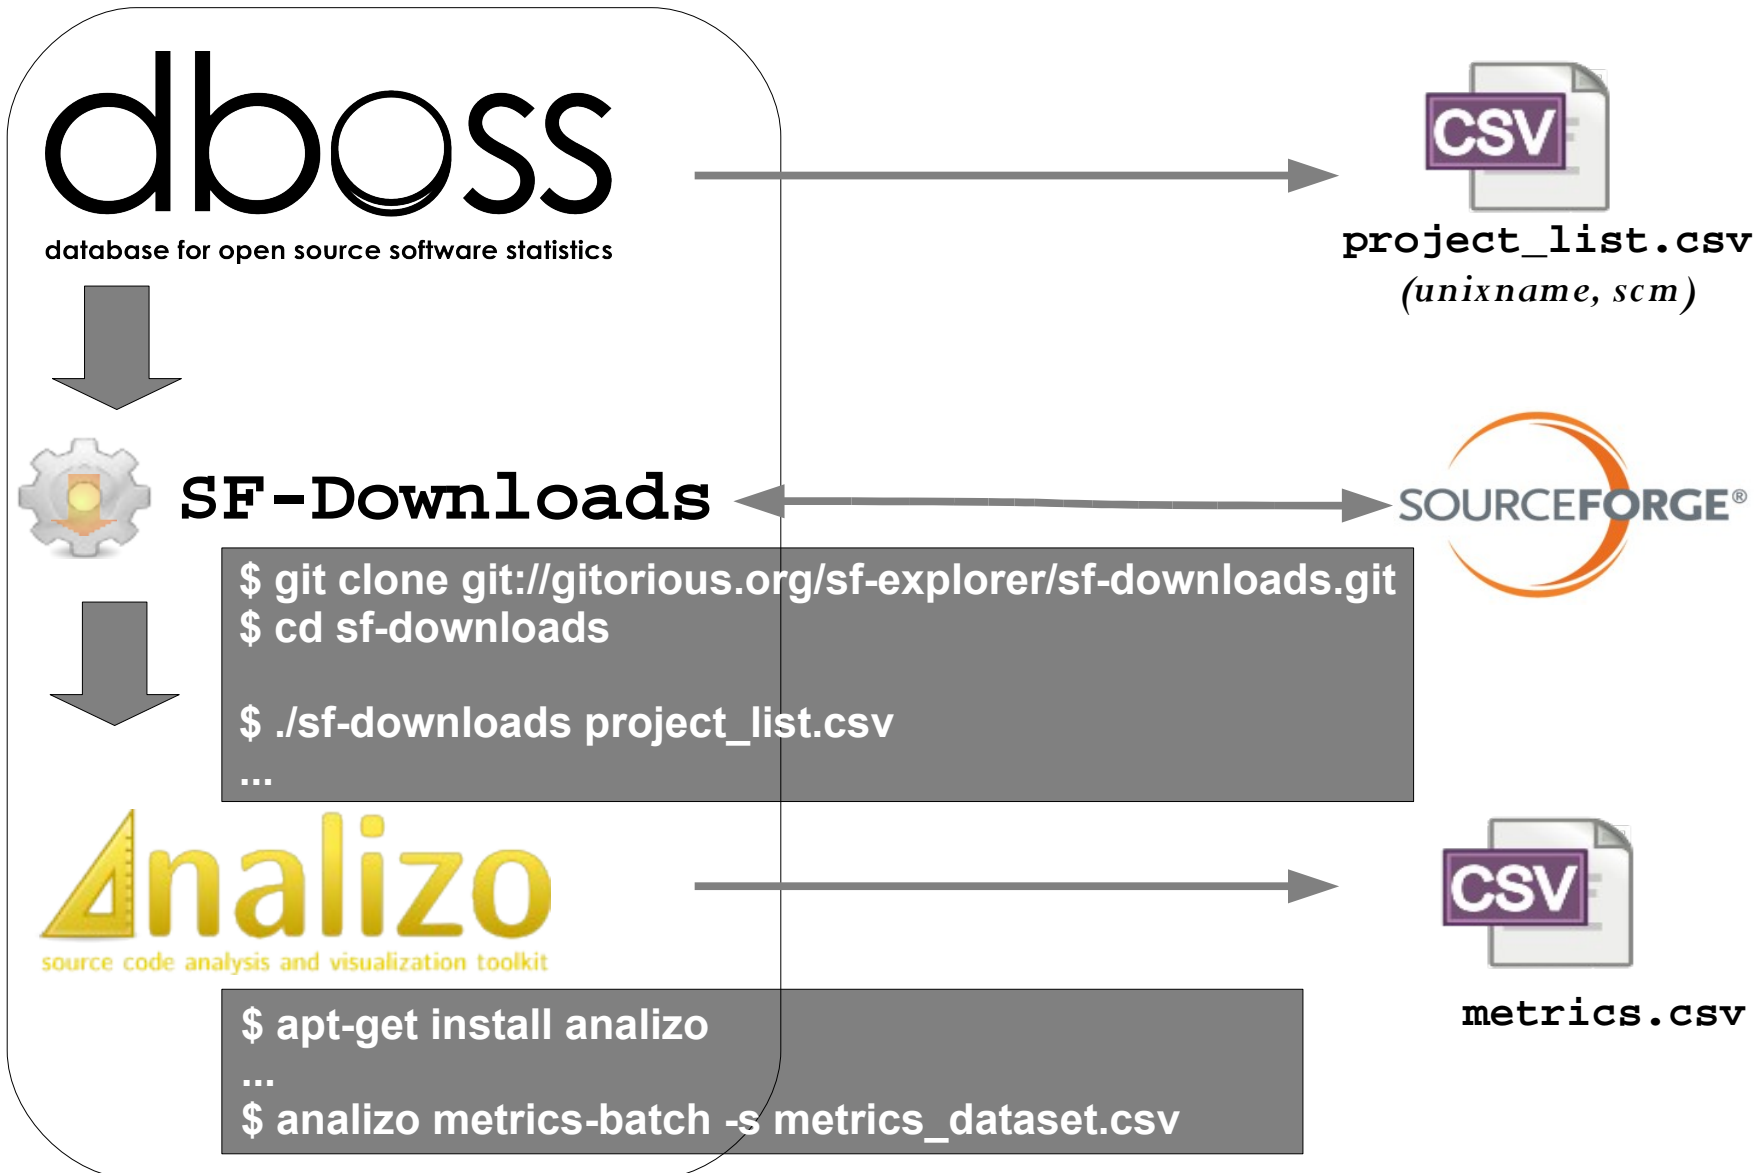 dboss
database for open source software statistics
CSV
project_list.csv
(unixname, scm)
SF-Downloads
SOURCEFORGE®
$ git clone git://gitorious.org/sf-explorer/sf-downloads.git
$ cd sf-downloads
$ ./sf-downloads project_list.csv
...
Analizo
source code analysis and visualization toolkit
CSV
metrics.csv
$ apt-get install analizo
...
$ analizo metrics-batch -s metrics_dataset.csv